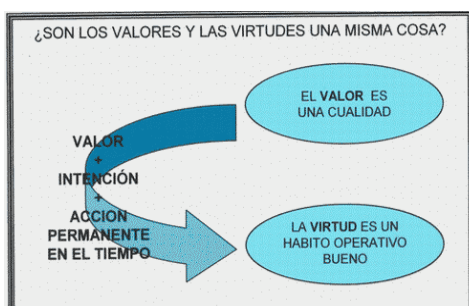 ¿SON LOS VALORES Y LAS VIRTUDES UNA MISMA COSA?
EL VALOR ES
UNA CUALIDAD
VALOR
+
INTENCIÓN
+
ACCION
PERMANENTE
EN EL TIEMPO
LA VIRTUD ES UN
HABITO OPERATIVO
BUENO